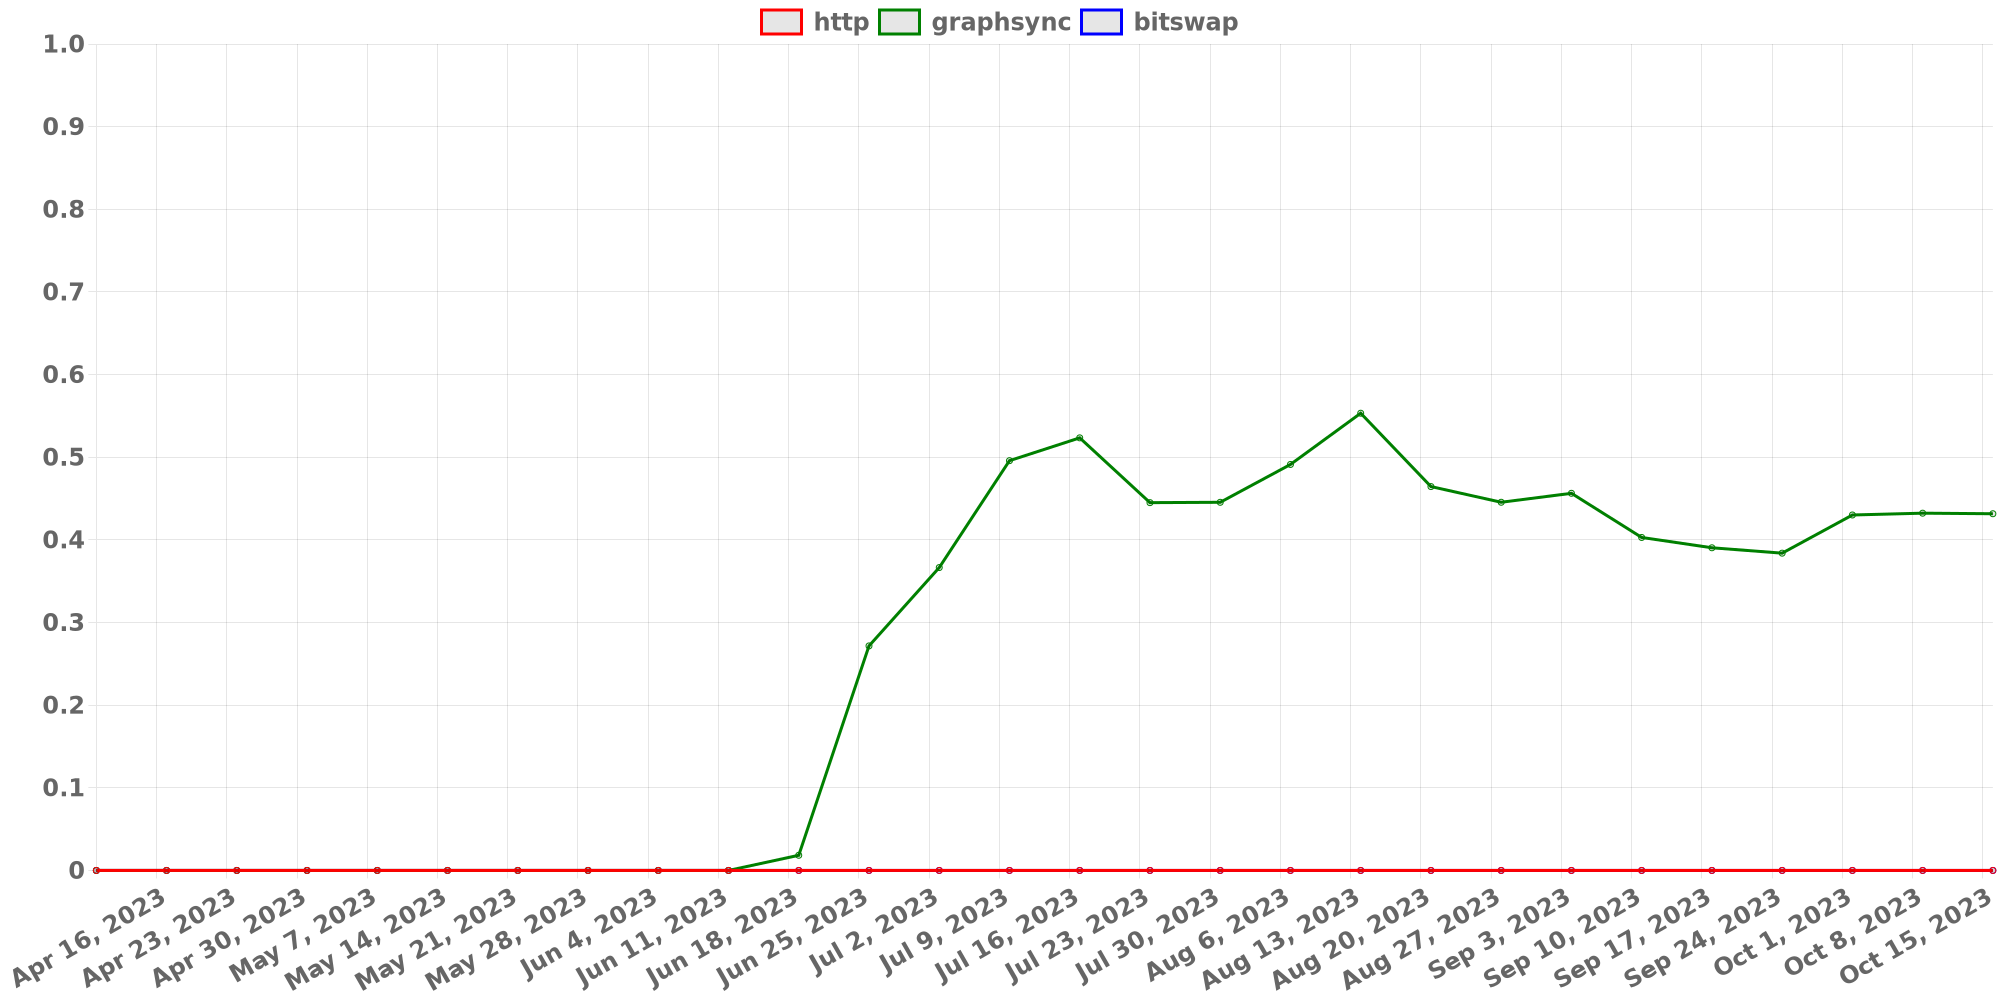 http graphsync bitswap
1.0
0.9
0.8
0.7
0.6
0.5
0.4
0.3
0.2
0.1
0
Apr 16, 2023
Apr 23, 2023
Apr 30, 2023
May 7, 2023
May 14, 2023
May 21, 2023
May 28, 2023
Jun 4, 2023
Jun 11, 2023
Jun 18, 2023
Jun 25, 2023
Jul 2, 2023
Jul 9, 2023
Jul 16, 2023
Jul 23, 2023
Jul 30, 2023
Aug 6, 2023
Aug 13, 2023
Aug 20, 2023
Aug 27, 2023
Sep 3, 2023
Sep 10, 2023
Sep 17, 2023
Sep 24, 2023
Oct 1, 2023
Oct 8, 2023
Oct 15, 2023